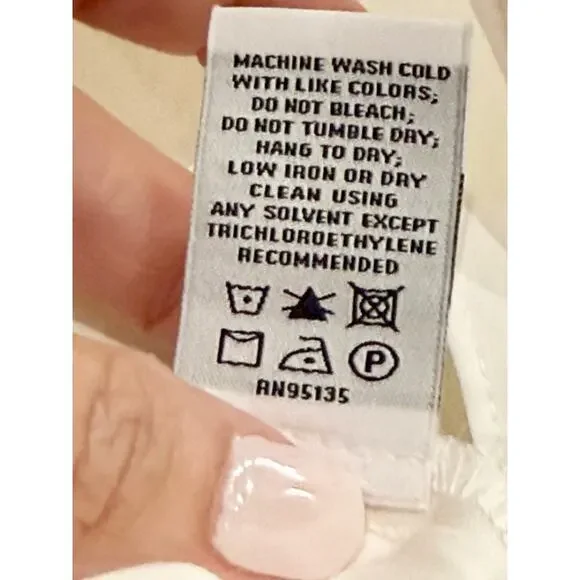 MACHINE WASH COLD
WITH LIKE COLORS;
DO NOT BLEACH;
DO NOT TUMBLE DRY;
HANG TO DRY;
LOW IRON OR DRY
CLEAN USING
ANY SOLVENT EXCEPT
TRICHLOROETHYLENE
RECOMMENDED
P
RN95135